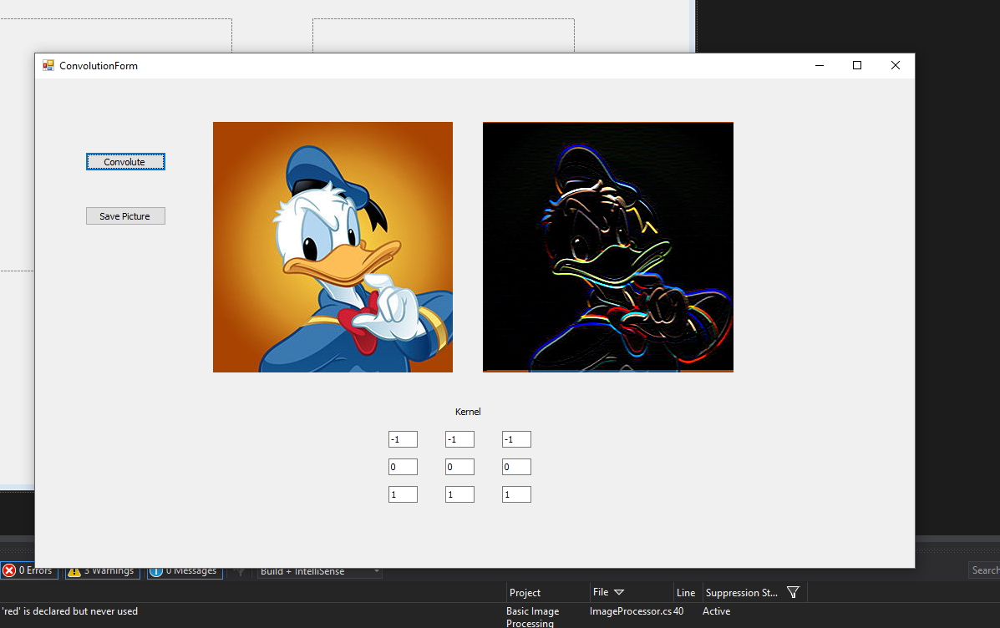 ConvolutionForm
Convolute
Save Picture
Kernel
-1 -1 -1
0 0 0
1 1 1
0 Errors 3 Warnings 0 Messages Build + IntelliSense Search
Project File Line Suppression St...
'red' is declared but never used Basic Image Processing ImageProcessor.cs 40 Active